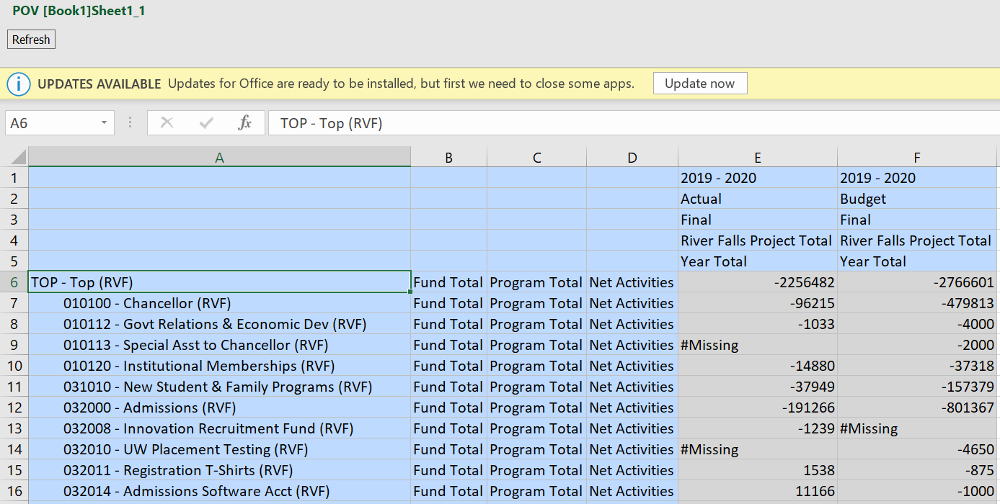 POV [Book1]Sheet1_1
Refresh
UPDATES AVAILABLE Updates for Office are ready to be installed, but first we need to close some apps. Update now
A6 fx TOP - Top (RVF)
A B C D E F
1 2019 - 2020 2019 - 2020
2 Actual Budget
3 Final Final
4 River Falls Project Total River Falls Project Total
5 Year Total Year Total
6 TOP - Top (RVF) Fund Total Program Total Net Activities -2256482 -2766601
7 010100 - Chancellor (RVF) Fund Total Program Total Net Activities -96215 -479813
8 010112 - Govt Relations & Economic Dev (RVF) Fund Total Program Total Net Activities -1033 -4000
9 010113 - Special Asst to Chancellor (RVF) Fund Total Program Total Net Activities #Missing -2000
10 010120 - Institutional Memberships (RVF) Fund Total Program Total Net Activities -14880 -37318
11 031010 - New Student & Family Programs (RVF) Fund Total Program Total Net Activities -37949 -157379
12 032000 - Admissions (RVF) Fund Total Program Total Net Activities -191266 -801367
13 032008 - Innovation Recruitment Fund (RVF) Fund Total Program Total Net Activities -1239 #Missing
14 032010 - UW Placement Testing (RVF) Fund Total Program Total Net Activities #Missing -4650
15 032011 - Registration T-Shirts (RVF) Fund Total Program Total Net Activities 1538 -875
16 032014 - Admissions Software Acct (RVF) Fund Total Program Total Net Activities 11166 -1000